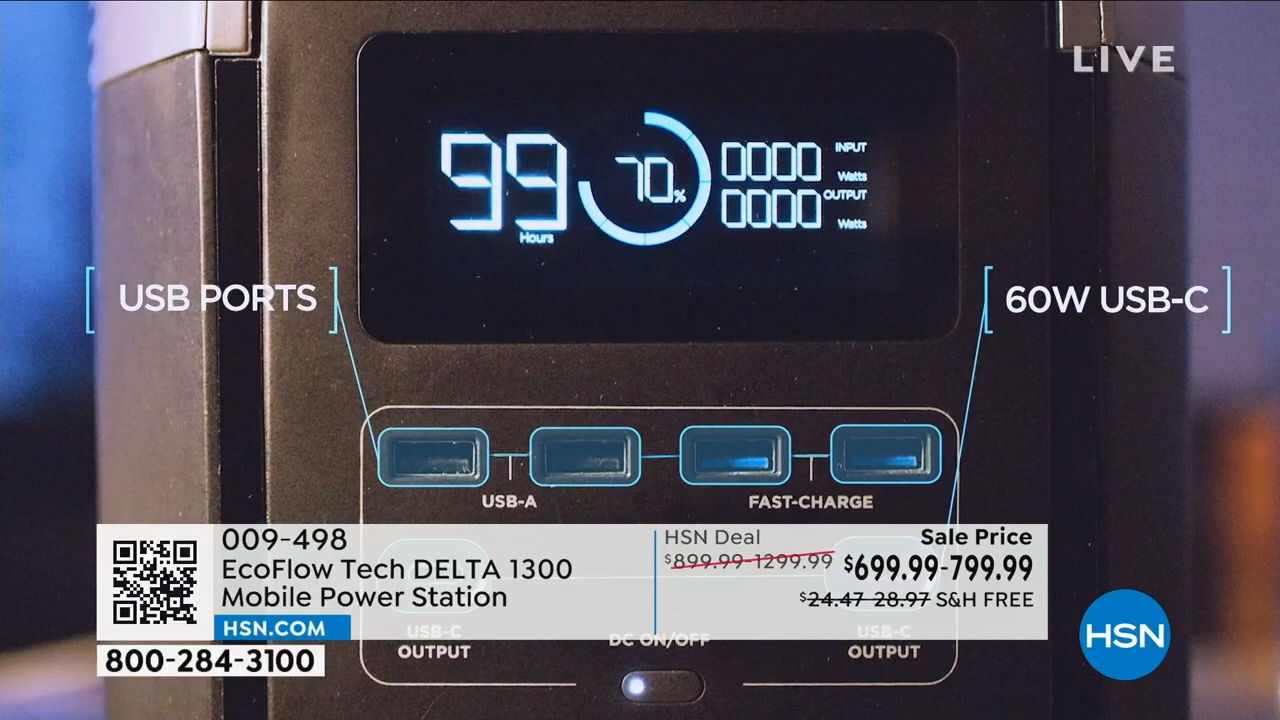 LIVE
99
Hours
70%
0000 INPUT
Watts
0000 OUTPUT
Watts
[ USB PORTS ]
[ 60W USB-C ]
USB-A
FAST-CHARGE
009-498
EcoFlow Tech DELTA 1300
Mobile Power Station
HSN.COM
800-284-3100
HSN Deal
$899.99-1299.99
Sale Price
$699.99-799.99
$24.47-28.97 S&H FREE
HSN
USB-C
OUTPUT
DC ON/OFF
USB-C
OUTPUT